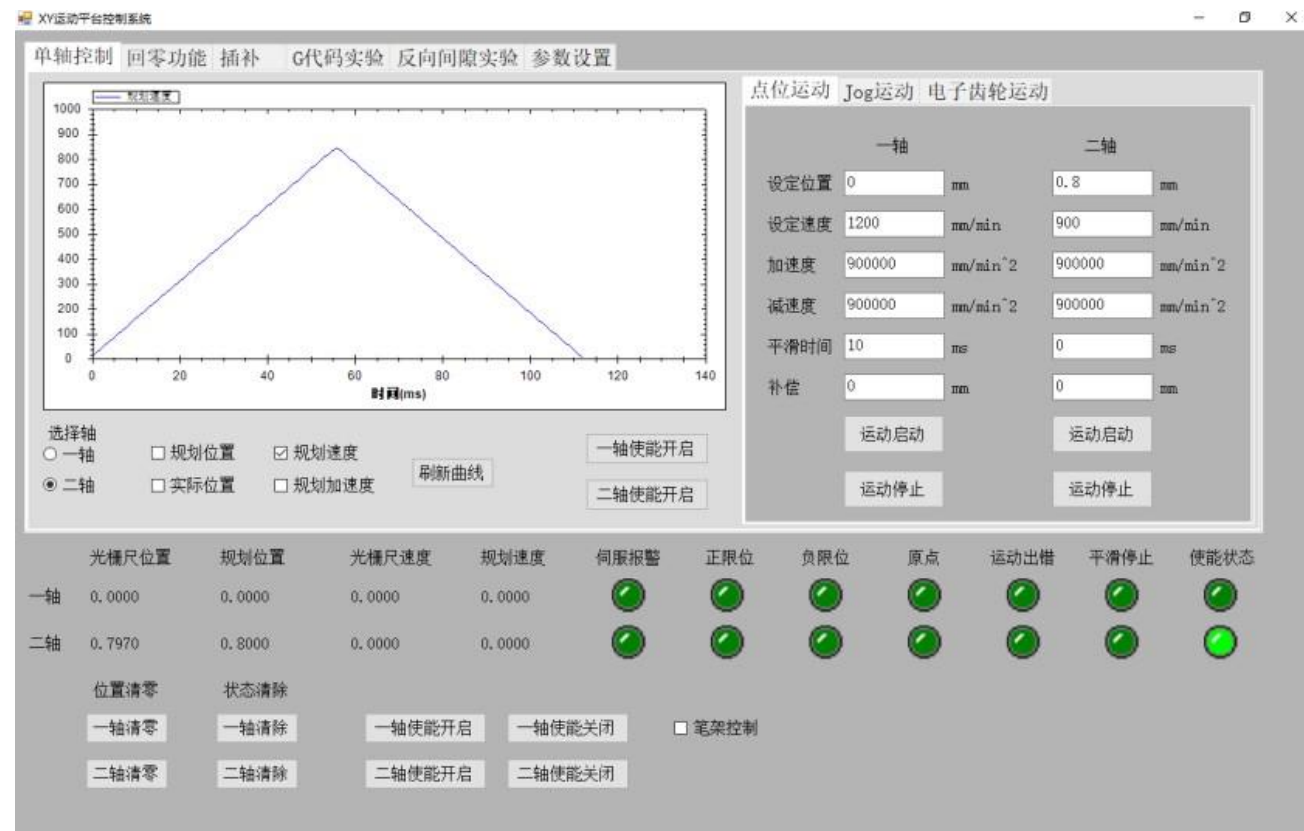 XY运动平台控制系统
单轴控制 回零功能 插补 G代码实验 反向间隙实验 参数设置
规划速度
1000
900
800
700
600
500
400
300
200
100
0
0 20 40 60 80 100 120 140
时间(ms)
选择轴
一轴 规划位置 规划速度
二轴 实际位置 规划加速度
刷新曲线
一轴使能开启
二轴使能开启
点位运动 Jog运动 电子齿轮运动
一轴 二轴
设定位置 0 mm 0.8 mm
设定速度 1200 mm/min 900 mm/min
加速度 900000 mm/min^2 900000 mm/min^2
减速度 900000 mm/min^2 900000 mm/min^2
平滑时间 10 ms 0 ms
补偿 0 mm 0 mm
运动启动 运动启动
运动停止 运动停止
光栅尺位置 规划位置 光栅尺速度 规划速度 伺服报警 正限位 负限位 原点 运动出错 平滑停止 使能状态
一轴 0.0000 0.0000 0.0000 0.0000
二轴 0.7970 0.8000 0.0000 0.0000
位置清零 状态清除
一轴清零 一轴清除 一轴使能开启 一轴使能关闭 笔架控制
二轴清零 二轴清除 二轴使能开启 二轴使能关闭